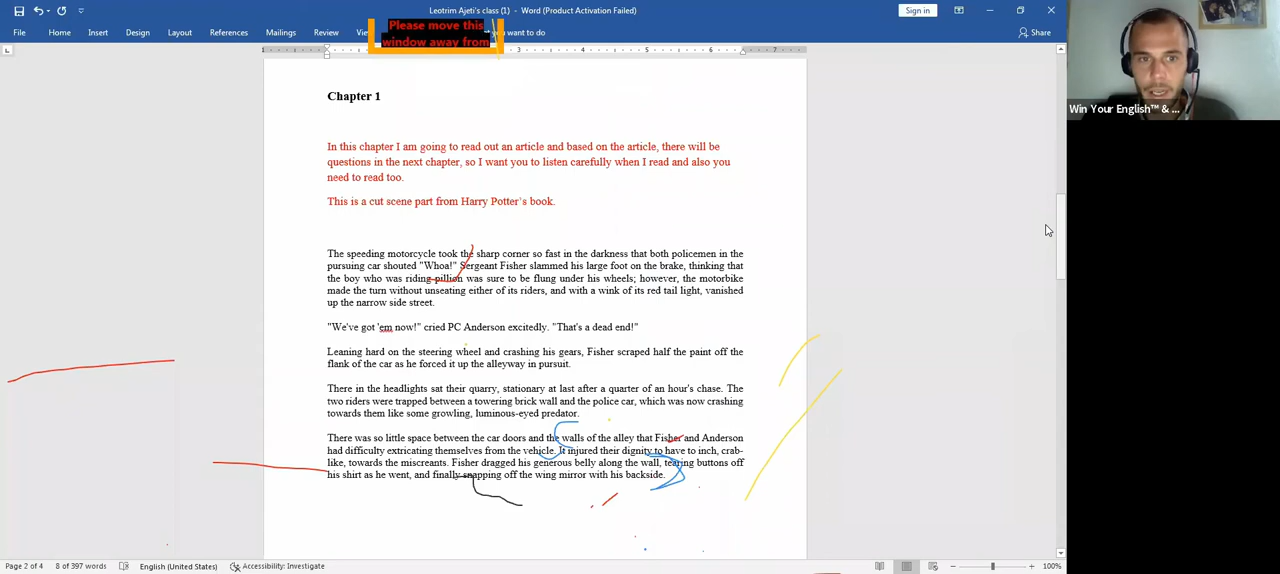 Leotrim Ajeti's class (1) - Word (Product Activation Failed)
Sign in
File Home Insert Design Layout References Mailings Review you want to do Share
Please move this
window away from
1 3 4 5 6 7
Win Your English™ & ...
Chapter 1
In this chapter I am going to read out an article and based on the article, there will be
questions in the next chapter, so I want you to listen carefully when I read and also you
need to read too.
This is a cut scene part from Harry Potter's book.
The speeding motorcycle took the sharp corner so fast in the darkness that both policemen in the
pursuing car shouted "Whoa!" Sergeant Fisher slammed his large foot on the brake, thinking that
the boy who was riding pillion was sure to be flung under his wheels; however, the motorbike
made the turn without unseating either of its riders, and with a wink of its red tail light, vanished
up the narrow side street.
"We've got 'em now!" cried PC Anderson excitedly. "That's a dead end!"
Leaning hard on the steering wheel and crashing his gears, Fisher scraped half the paint off the
flank of the car as he forced it up the alleyway in pursuit.
There in the headlights sat their quarry, stationary at last after a quarter of an hour's chase. The
two riders were trapped between a towering brick wall and the police car, which was now crashing
towards them like some growling, luminous-eyed predator.
There was so little space between the car doors and the walls of the alley that Fisher and Anderson
had difficulty extricating themselves from the vehicle. It injured their dignity to have to inch, crab-
like, towards the miscreants. Fisher dragged his generous belly along the wall, tearing buttons off
his shirt as he went, and finally snapping off the wing mirror with his backside.
Page 2 of 4 8 of 397 words English (United States) Accessibility: Investigate 100%